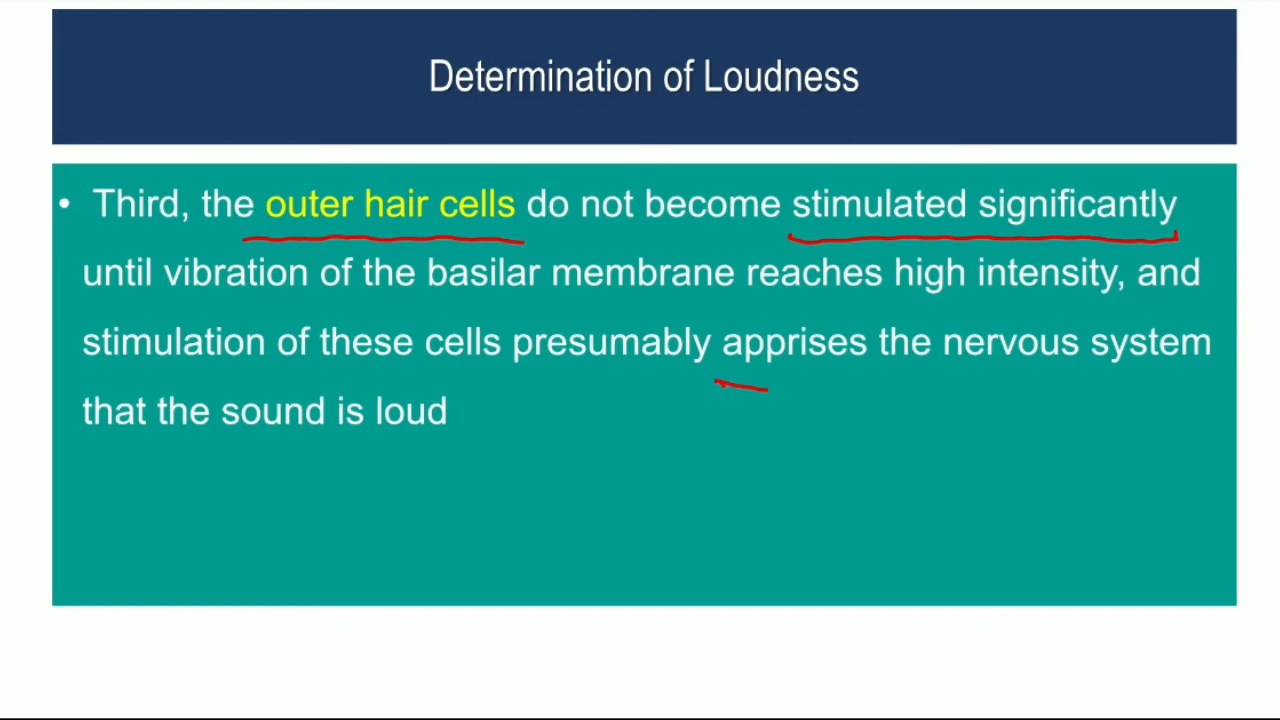 Determination of Loudness
• Third, the outer hair cells do not become stimulated significantly
until vibration of the basilar membrane reaches high intensity, and
stimulation of these cells presumably apprises the nervous system
that the sound is loud